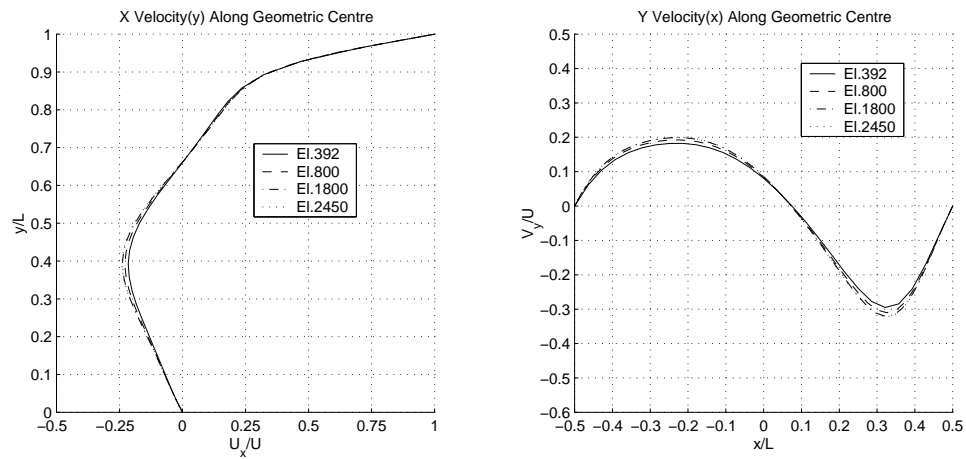 X Velocity(y) Along Geometric Centre
1
0.9
0.8
0.7
0.6
0.5
0.4
0.3
0.2
0.1
0
y/L
El.392
El.800
El.1800
El.2450
−0.5
−0.25
0
0.25
0.5
0.75
1
U_x/U
Y Velocity(x) Along Geometric Centre
0.5
0.4
0.3
0.2
0.1
0
−0.1
−0.2
−0.3
−0.4
−0.5
−0.6
V_y/U
El.392
El.800
El.1800
El.2450
−0.5
−0.4
−0.3
−0.2
−0.1
0
0.1
0.2
0.3
0.4
0.5
x/L